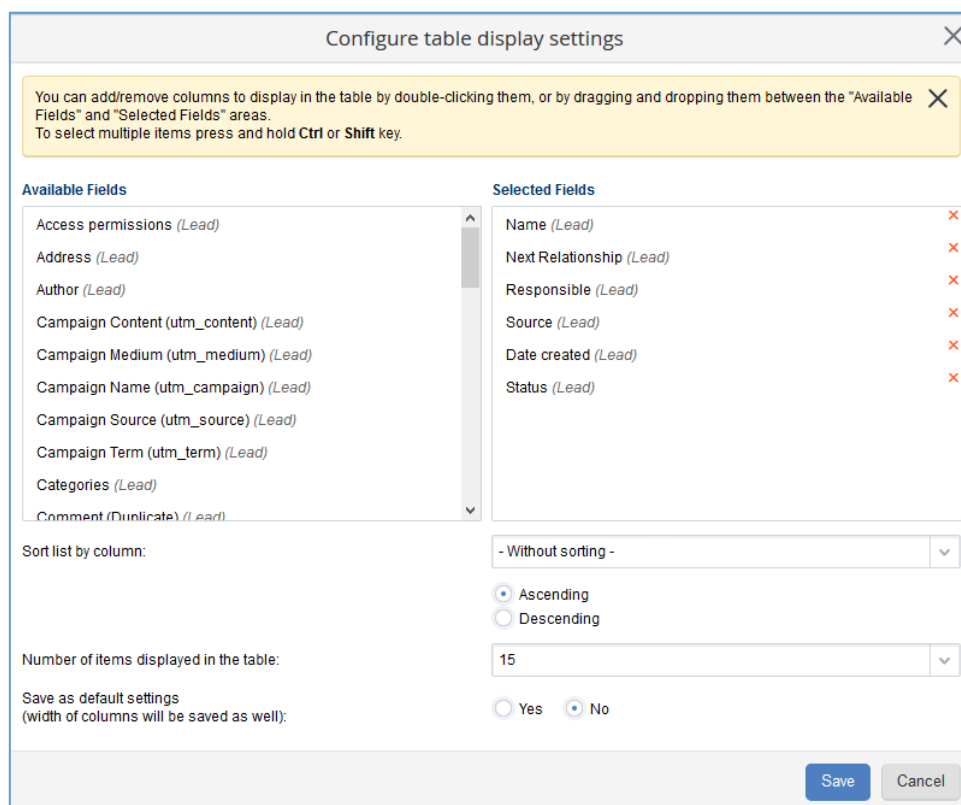 Configure table display settings
You can add/remove columns to display in the table by double-clicking them, or by dragging and dropping them between the "Available
Fields" and "Selected Fields" areas.
To select multiple items press and hold Ctrl or Shift key.
Available Fields
Access permissions (Lead)
Address (Lead)
Author (Lead)
Campaign Content (utm_content) (Lead)
Campaign Medium (utm_medium) (Lead)
Campaign Name (utm_campaign) (Lead)
Campaign Source (utm_source) (Lead)
Campaign Term (utm_term) (Lead)
Categories (Lead)
Comment (Duplicate) (Lead)
Selected Fields
Name (Lead)
Next Relationship (Lead)
Responsible (Lead)
Source (Lead)
Date created (Lead)
Status (Lead)
Sort list by column:
- Without sorting -
Ascending
Descending
Number of items displayed in the table:
15
Save as default settings
(width of columns will be saved as well):
Yes No
Save Cancel